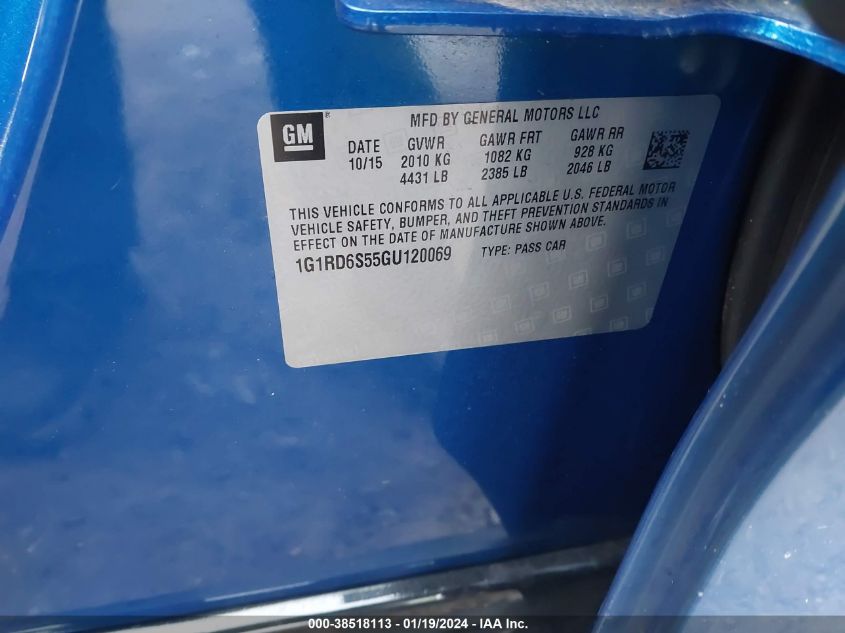 GM ®
MFD BY GENERAL MOTORS LLC
DATE GVWR GAWR FRT GAWR RR
10/15 2010 KG 1082 KG 928 KG
4431 LB 2385 LB 2046 LB
THIS VEHICLE CONFORMS TO ALL APPLICABLE U.S. FEDERAL MOTOR
VEHICLE SAFETY, BUMPER, AND THEFT PREVENTION STANDARDS IN
EFFECT ON THE DATE OF MANUFACTURE SHOWN ABOVE.
1G1RD6S55GU120069 TYPE: PASS CAR
000-38518113 - 01/19/2024 - IAA Inc.